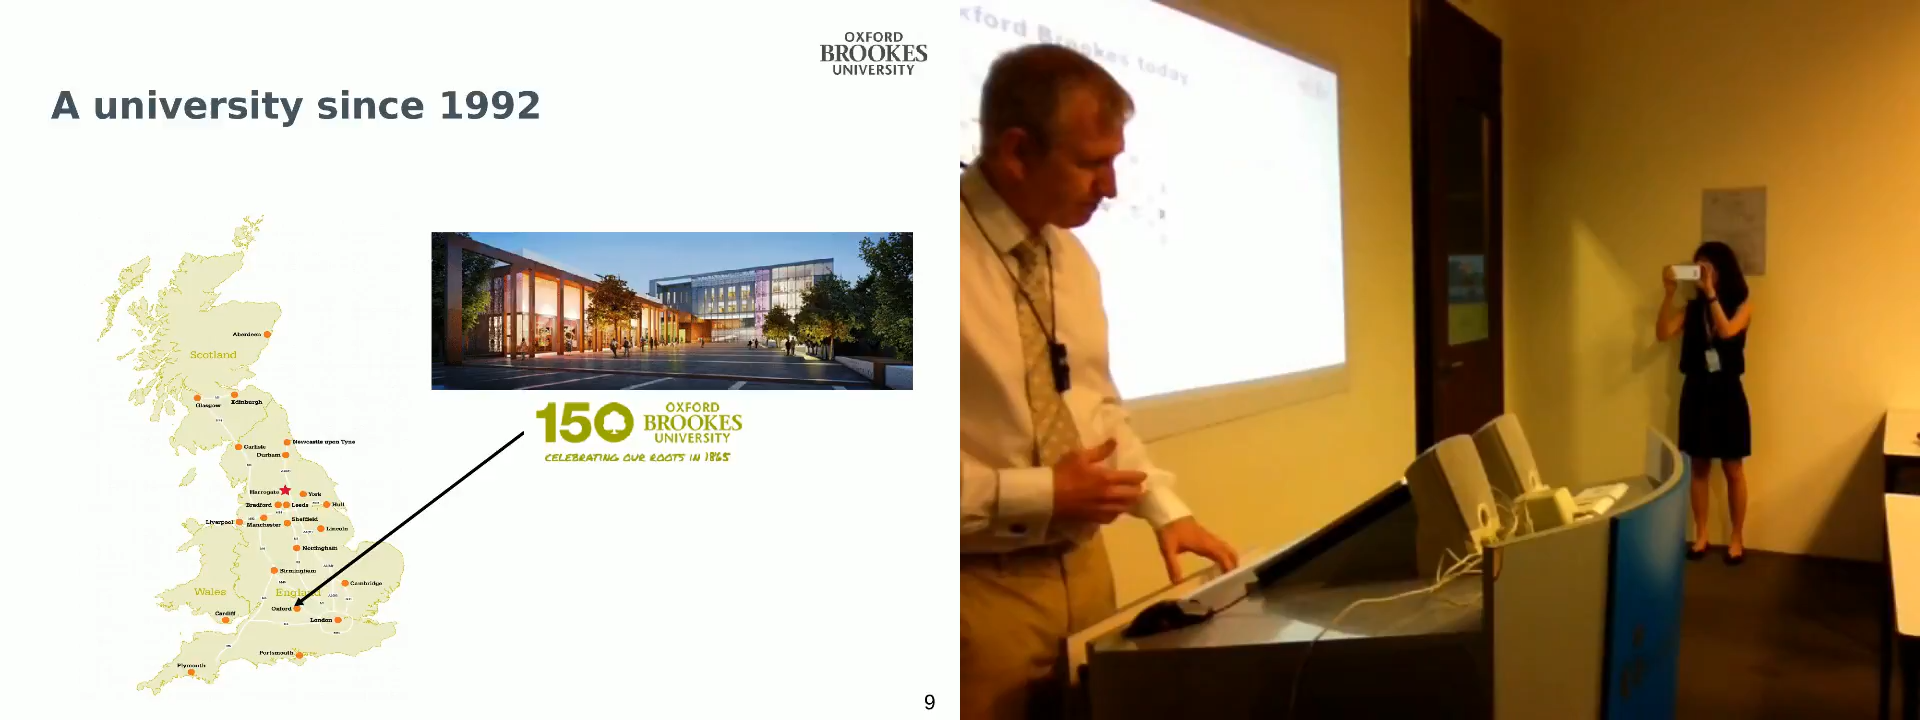 OXFORD
BROOKES
UNIVERSITY
A university since 1992
Aberdeen
Scotland
Glasgow
Edinburgh
Newcastle upon Tyne
Carlisle
Durham
Harrogate
York
Bradford
Leeds
Hull
Liverpool
Manchester
Sheffield
Lincoln
Nottingham
Birmingham
Cambridge
Wales
England
Oxford
Cardiff
London
Portsmouth
Plymouth
150 OXFORD
BROOKES
UNIVERSITY
CELEBRATING OUR ROOTS IN 1865
9
xford Brookes today